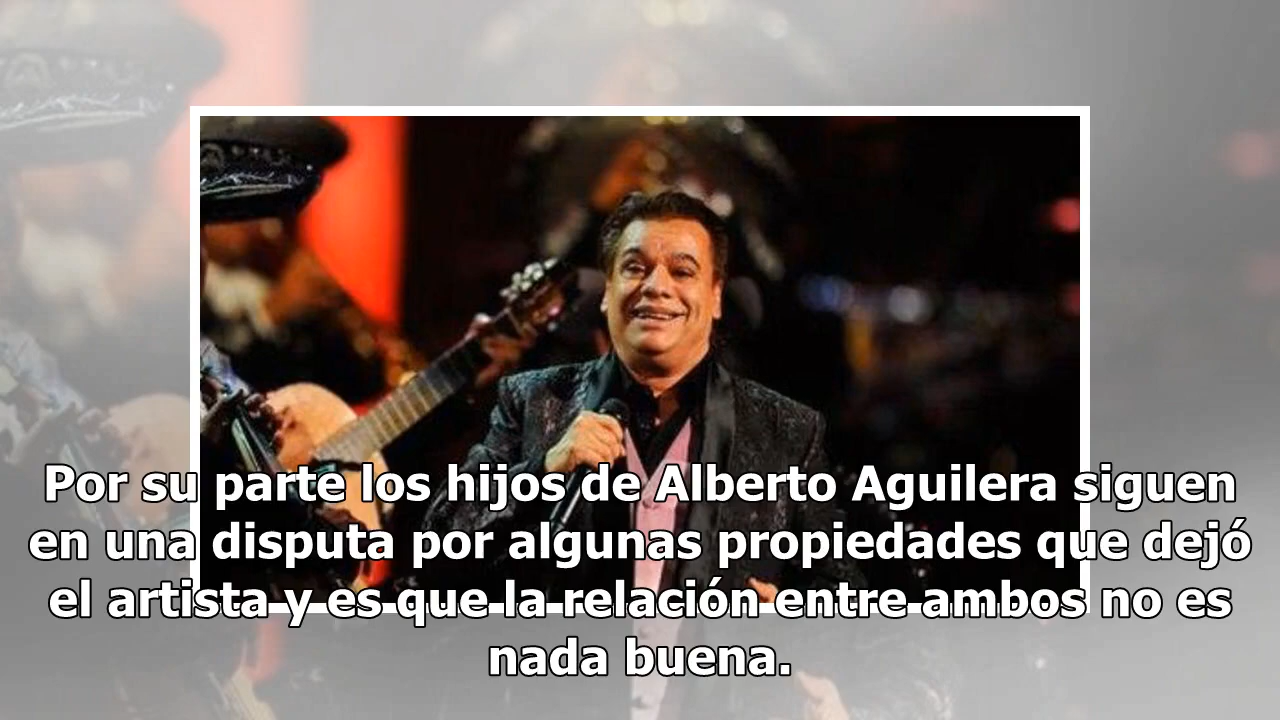 Por su parte los hijos de Alberto Aguilera siguen
en una disputa por algunas propiedades que dejó
el artista y es que la relación entre ambos no es
nada buena.